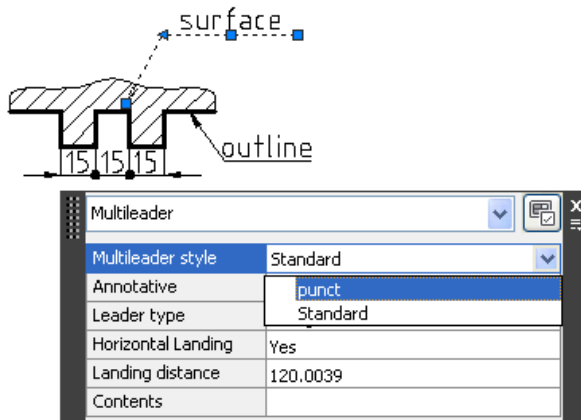 surface
outline
15 15 15
Multileader
Multileader style Standard
Annotative punct
Leader type Standard
Horizontal Landing Yes
Landing distance 120.0039
Contents